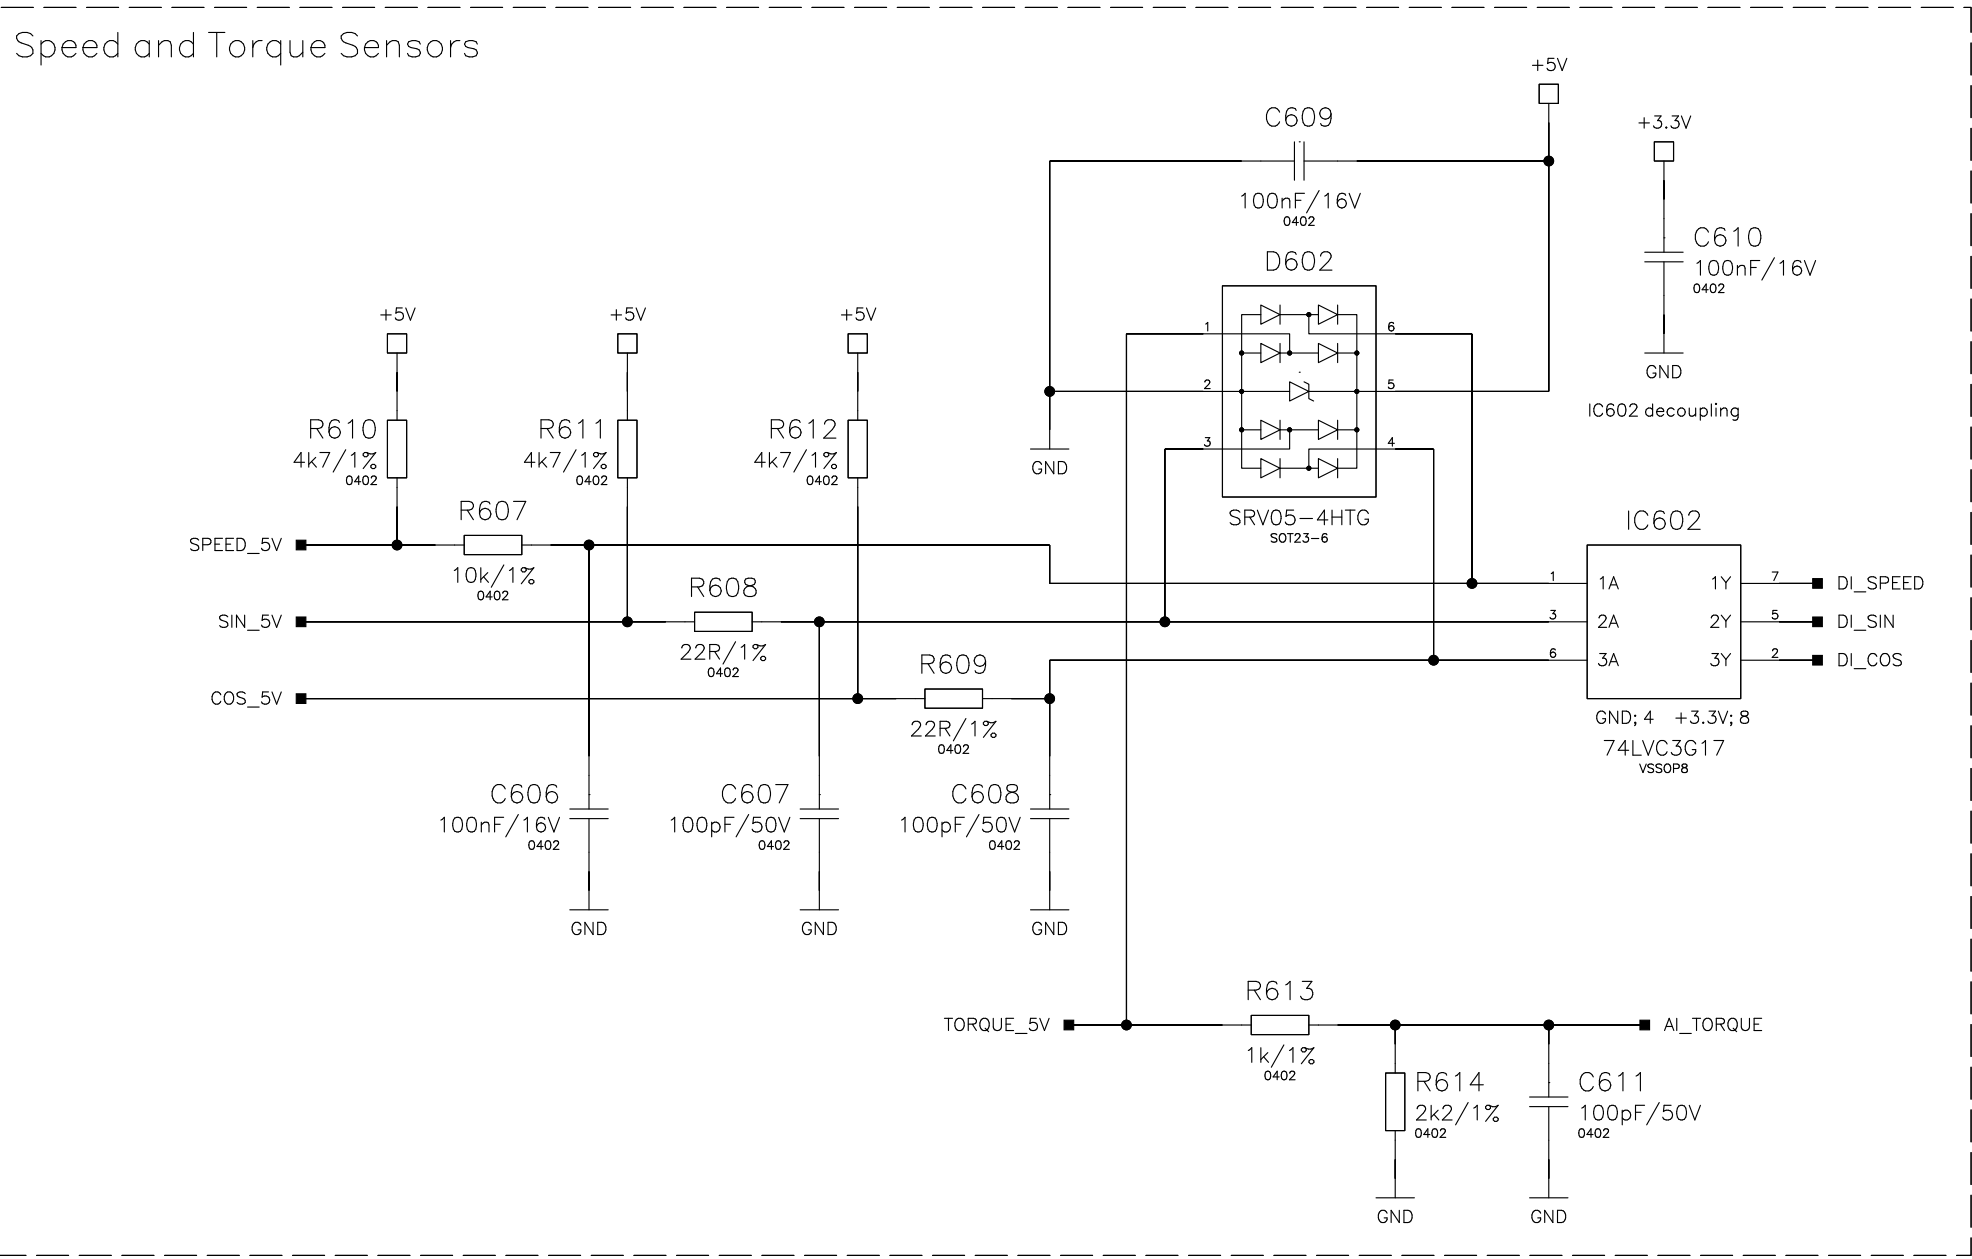 Speed and Torque Sensors
+5V
C609
100nF/16V
0402
+3.3V
C610
100nF/16V
0402
GND
IC602 decoupling
D602
1
6
2
5
3
4
SRV05-4HTG
SOT23-6
GND
+5V
+5V
+5V
R610
4k7/1%
0402
R611
4k7/1%
0402
R612
4k7/1%
0402
SPEED_5V
R607
10k/1%
0402
SIN_5V
R608
22R/1%
0402
COS_5V
R609
22R/1%
0402
IC602
1 1A 1Y 7 DI_SPEED
3 2A 2Y 5 DI_SIN
6 3A 3Y 2 DI_COS
GND; 4 +3.3V; 8
74LVC3G17
VSSOP8
C606
100nF/16V
0402
GND
C607
100pF/50V
0402
GND
C608
100pF/50V
0402
GND
TORQUE_5V
R613
1k/1%
0402
AI_TORQUE
R614
2k2/1%
0402
GND
C611
100pF/50V
0402
GND